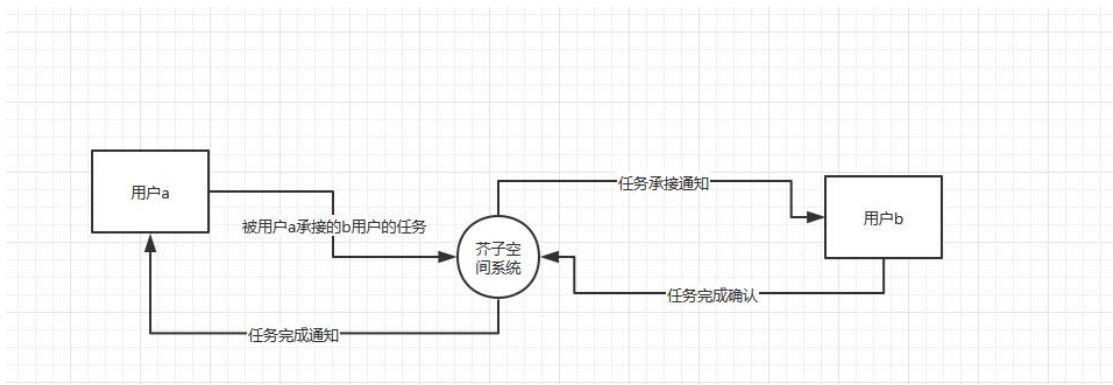 用户a
被用户a承接的b用户的任务
芥子空
间系统
任务承接通知
用户b
任务完成确认
任务完成通知